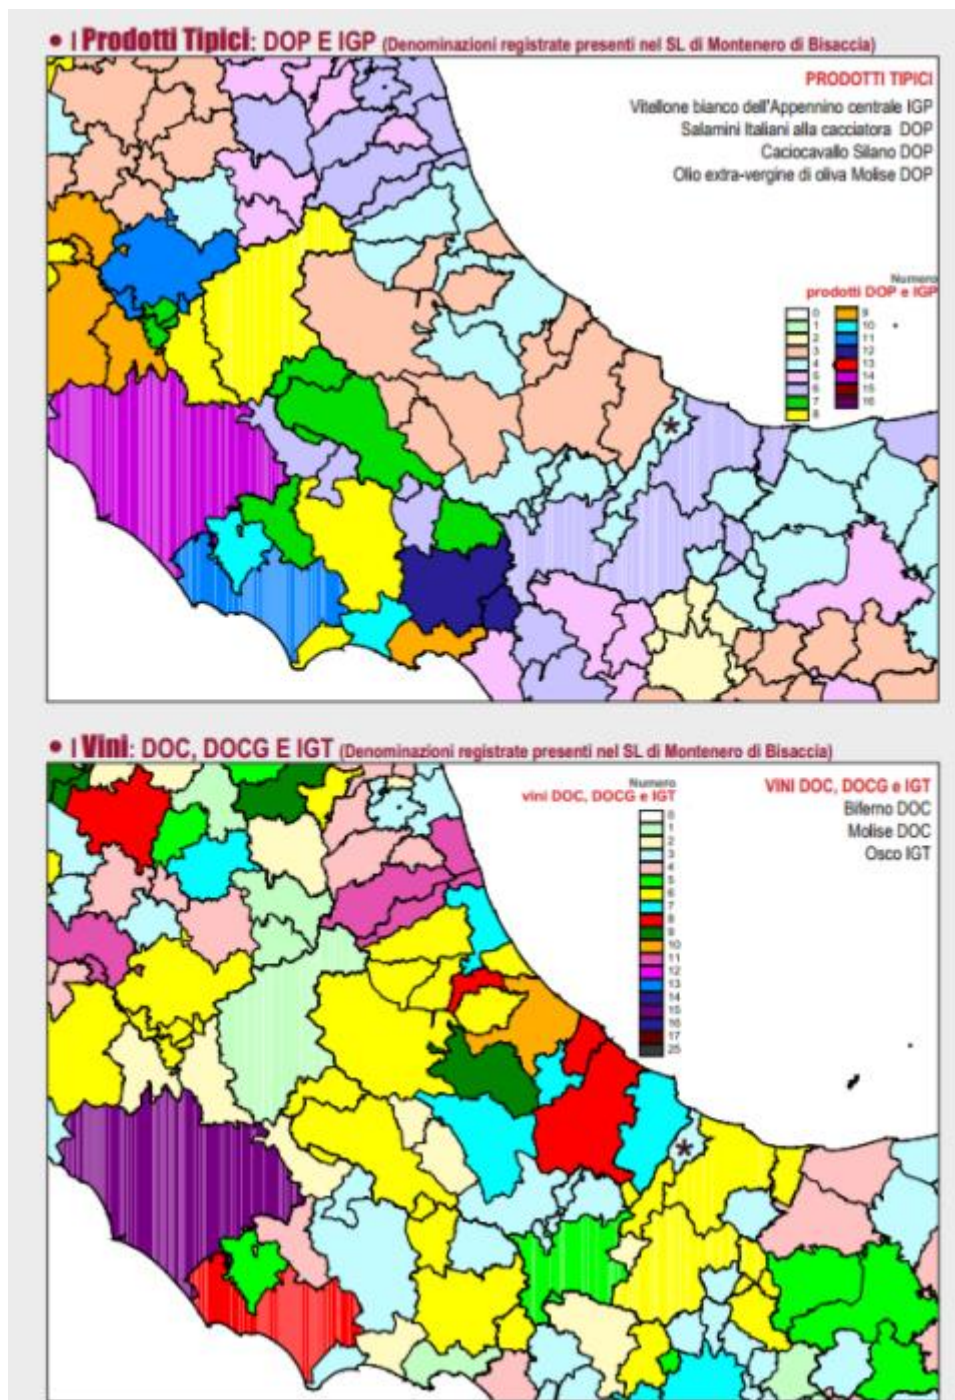 • I Prodotti Tipici: DOP E IGP (Denominazioni registrate presenti nel SL di Montenero di Bisaccia)
PRODOTTI TIPICI
Vitellone bianco dell'Appennino centrale IGP
Salamini Italiani alla cacciatora DOP
Caciocavallo Silano DOP
Olio extra-vergine di oliva Molise DOP
Numero
prodotti DOP e IGP
0 9
1 10
2 11
3 12
4 13
5 14
6 15
7 16
8
*
• I Vini: DOC, DOCG E IGT (Denominazioni registrate presenti nel SL di Montenero di Bisaccia)
Numero
vini DOC, DOCG e IGT
VINI DOC, DOCG e IGT
Biferno DOC
Molise DOC
Osco IGT
0
1
2
3
4
5
6
7
8
9
10
11
12
13
14
15
16
17
25
*